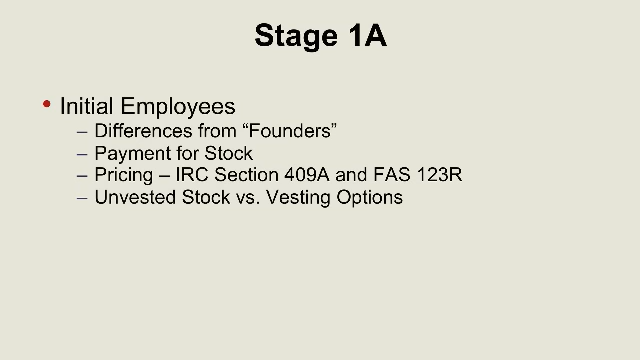 Stage 1A
• Initial Employees
– Differences from “Founders”
– Payment for Stock
– Pricing – IRC Section 409A and FAS 123R
– Unvested Stock vs. Vesting Options